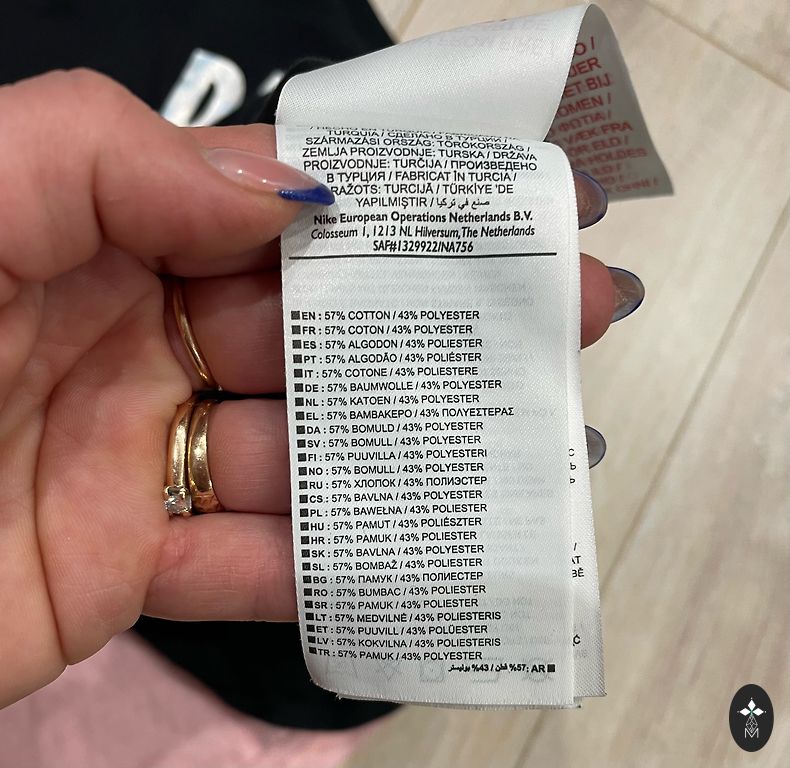 TURQUIA / СДЕЛАНО В ТУРЦИИ /
SZÁRMAZÁSI ORSZÁG: TÖRÖKORSZÁG /
ZEMLJA PROIZVODNJE: TURSKA / DRŽAVA
PROIZVODNJE: TURČIJA / ПРОИЗВЕДЕНО
В ТУРЦИЯ / FABRICAT ÎN TURCIA /
RAŽOTS: TURCIJĀ / TÜRKİYE 'DE
YAPILMIŞTIR / صنع في تركيا
Nike European Operations Netherlands B.V.
Colosseum 1, 1213 NL Hilversum, The Netherlands
SAF#1329922/NA756
EN : 57% COTTON / 43% POLYESTER
FR : 57% COTON / 43% POLYESTER
ES : 57% ALGODON / 43% POLIESTER
PT : 57% ALGODÃO / 43% POLIÉSTER
IT : 57% COTONE / 43% POLIESTERE
DE : 57% BAUMWOLLE / 43% POLYESTER
NL : 57% KATOEN / 43% POLYESTER
EL : 57% ΒΑΜΒΑΚΕΡΟ / 43% ΠΟΛΥΕΣΤΕΡΑΣ
DA : 57% BOMULD / 43% POLYESTER
SV : 57% BOMULL / 43% POLYESTER
FI : 57% PUUVILLA / 43% POLYESTERI
NO : 57% BOMULL / 43% POLYESTER
RU : 57% ХЛОПОК / 43% ПОЛИЭСТЕР
CS : 57% BAVLNA / 43% POLYESTER
PL : 57% BAWEŁNA / 43% POLYESTER
HU : 57% PAMUT / 43% POLIÉSZTER
HR : 57% PAMUK / 43% POLIESTER
SK : 57% BAVLNA / 43% POLYESTER
SL : 57% BOMBAŽ / 43% POLIESTER
BG : 57% ПАМУК / 43% ПОЛИЕСТЕР
RO : 57% BUMBAC / 43% POLIESTER
SR : 57% PAMUK / 43% POLIESTER
LT : 57% MEDVILNĖ / 43% POLIESTERIS
ET : 57% PUUVILL / 43% POLÜESTER
LV : 57% KOKVILNA / 43% POLIESTERIS
TR : 57% PAMUK / 43% POLYESTER
AR : 57% قطن / 43% بوليستر